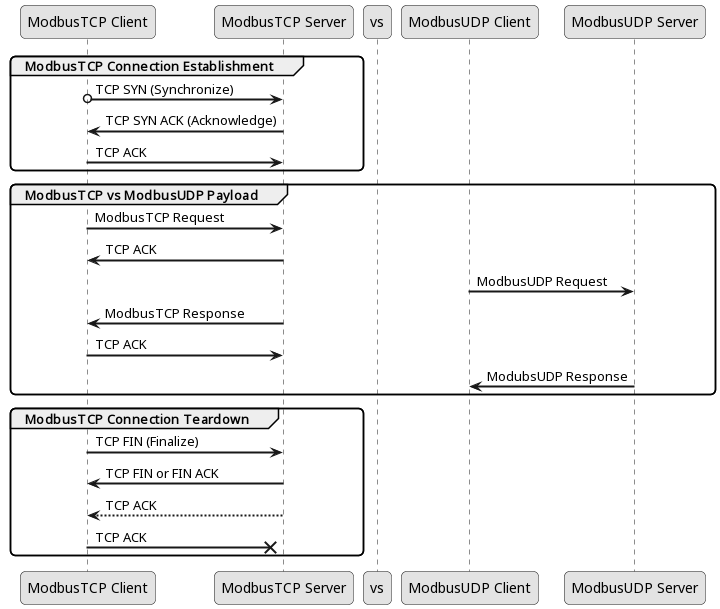 ModbusTCP Client
ModbusTCP Server
vs
ModbusUDP Client
ModbusUDP Server
ModbusTCP Connection Establishment
TCP SYN (Synchronize)
TCP SYN ACK (Acknowledge)
TCP ACK
ModbusTCP vs ModbusUDP Payload
ModbusTCP Request
TCP ACK
ModbusUDP Request
ModbusTCP Response
TCP ACK
ModubsUDP Response
ModbusTCP Connection Teardown
TCP FIN (Finalize)
TCP FIN or FIN ACK
TCP ACK
TCP ACK
ModbusTCP Client
ModbusTCP Server
vs
ModbusUDP Client
ModbusUDP Server